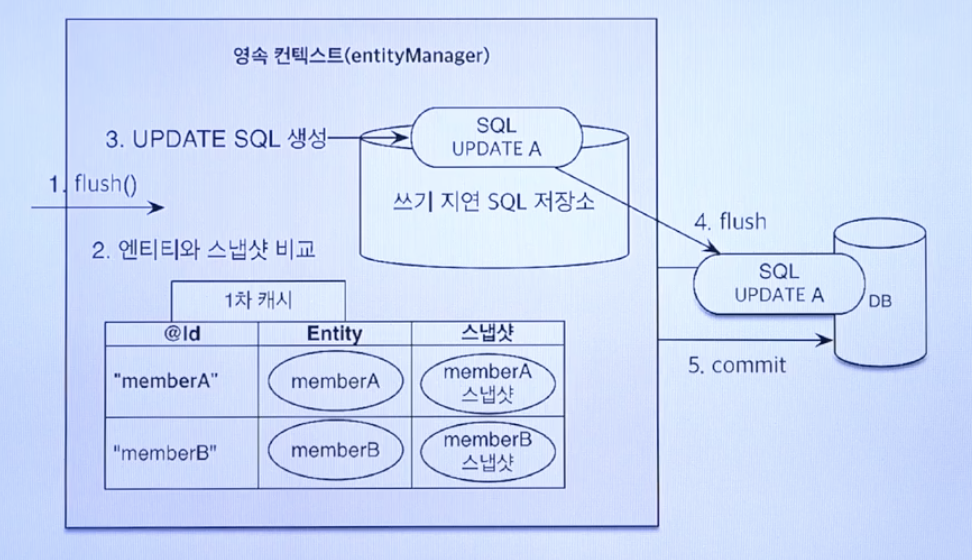 영속 컨텍스트(entityManager)
3. UPDATE SQL 생성
SQL
UPDATE A
1. flush()
쓰기 지연 SQL 저장소
4. flush
2. 엔티티와 스냅샷 비교
SQL
UPDATE A
DB
1차 캐시
@Id Entity 스냅샷
5. commit
"memberA" memberA memberA
스냅샷
"memberB" memberB memberB
스냅샷